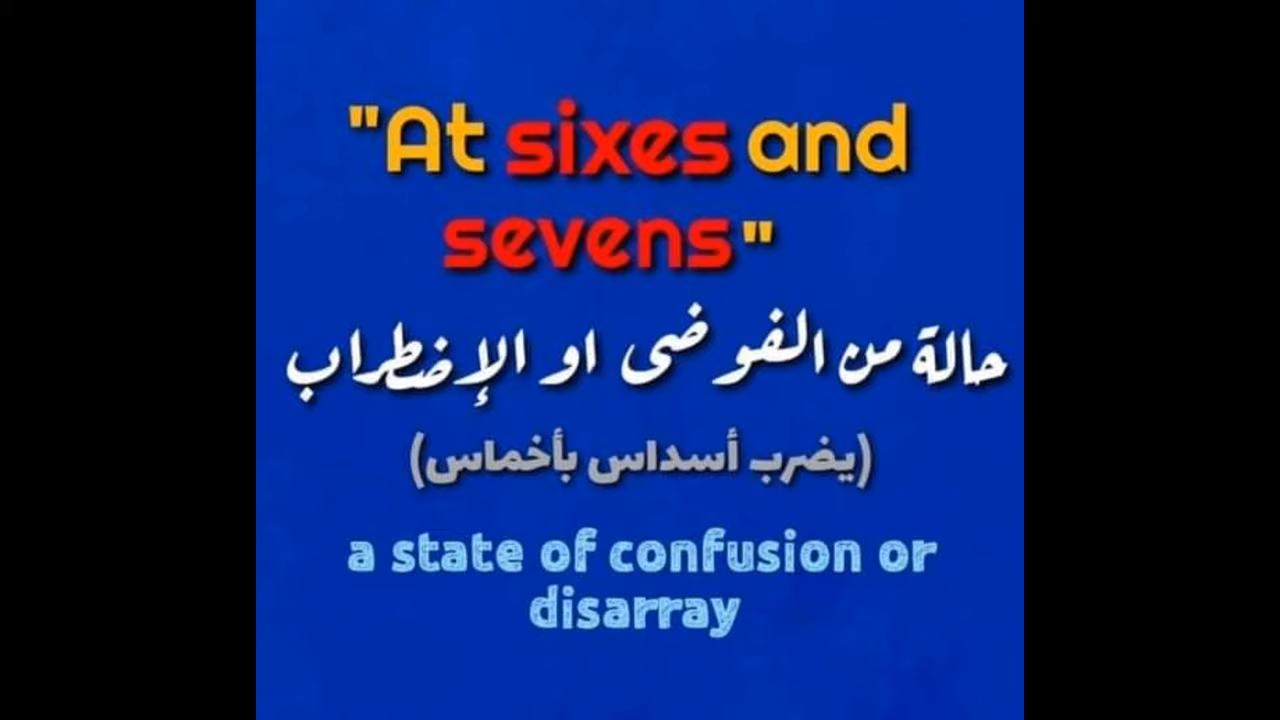 "At sixes and
sevens"
حالة من الفوضى او الإضطراب
(يضرب أسداس بأخماس)
a state of confusion or
disarray